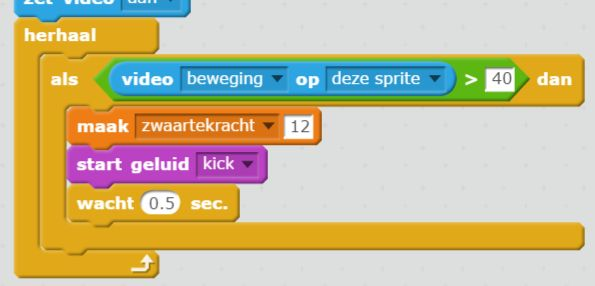 zet video aan
herhaal
als video beweging op deze sprite > 40 dan
maak zwaartekracht 12
start geluid kick
wacht 0.5 sec.